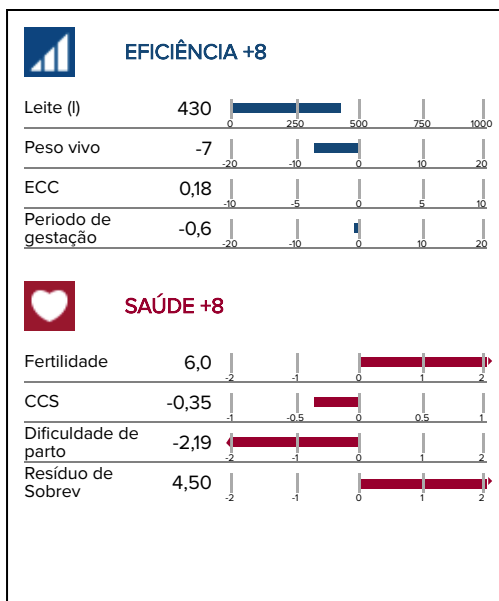 EFICIÊNCIA +8
Leite (l) 430
0 250 500 750 1000
Peso vivo -7
-20 -10 0 10 20
ECC 0,18
-10 -5 0 5 10
Periodo de
gestação -0,6
-20 -10 0 10 20
SAÚDE +8
Fertilidade 6,0
-2 -1 0 1 2
CCS -0,35
-1 -0.5 0 0.5 1
Dificuldade de
parto -2,19
-2 -1 0 1 2
Resíduo de
Sobrev 4,50
-2 -1 0 1 2